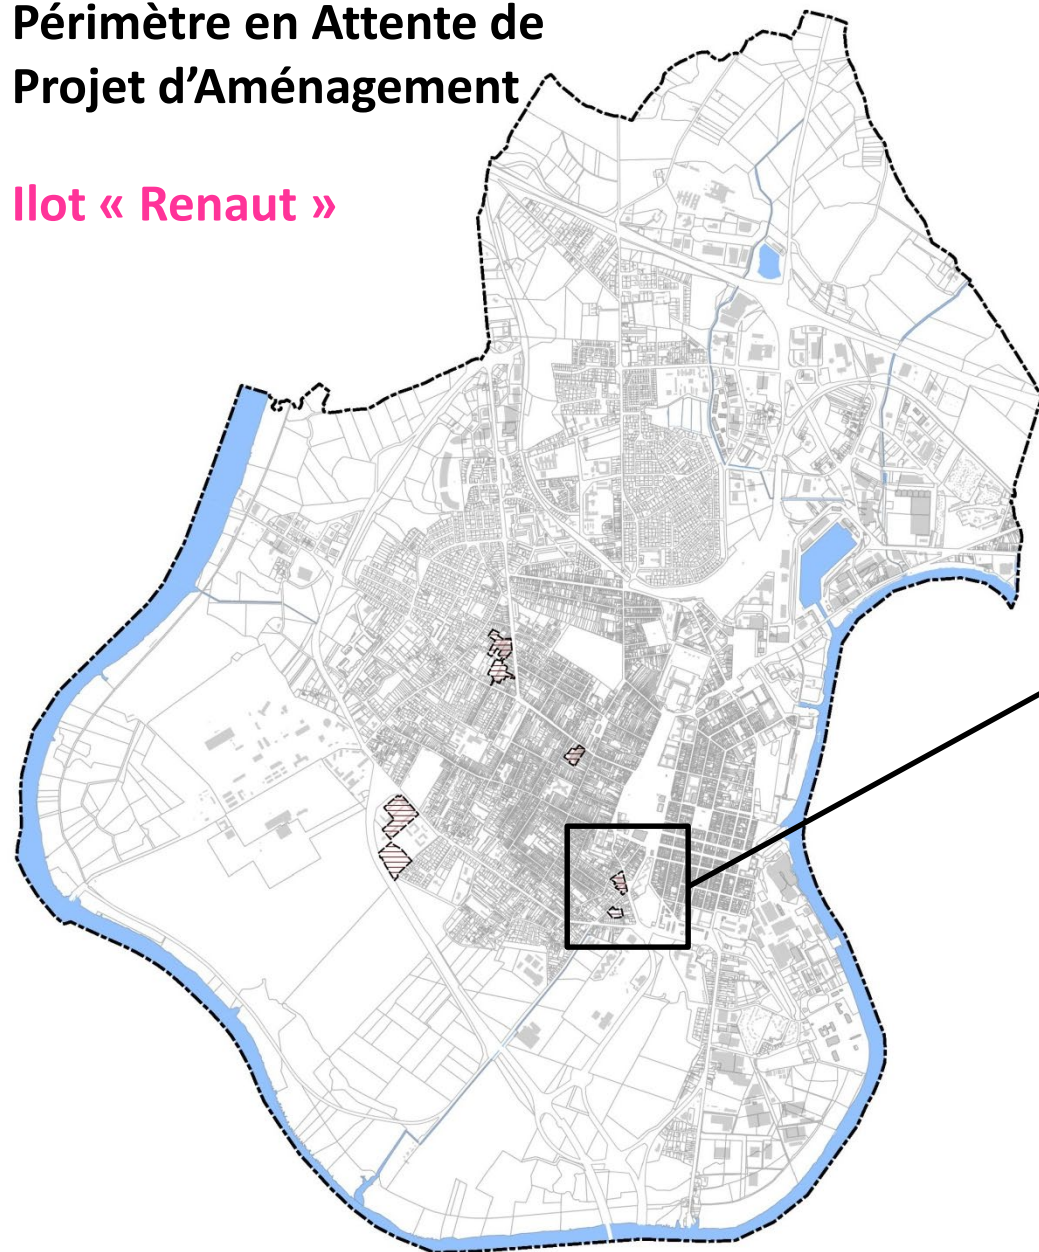 Périmètre en Attente de
Projet d’Aménagement
Ilot « Renaut »